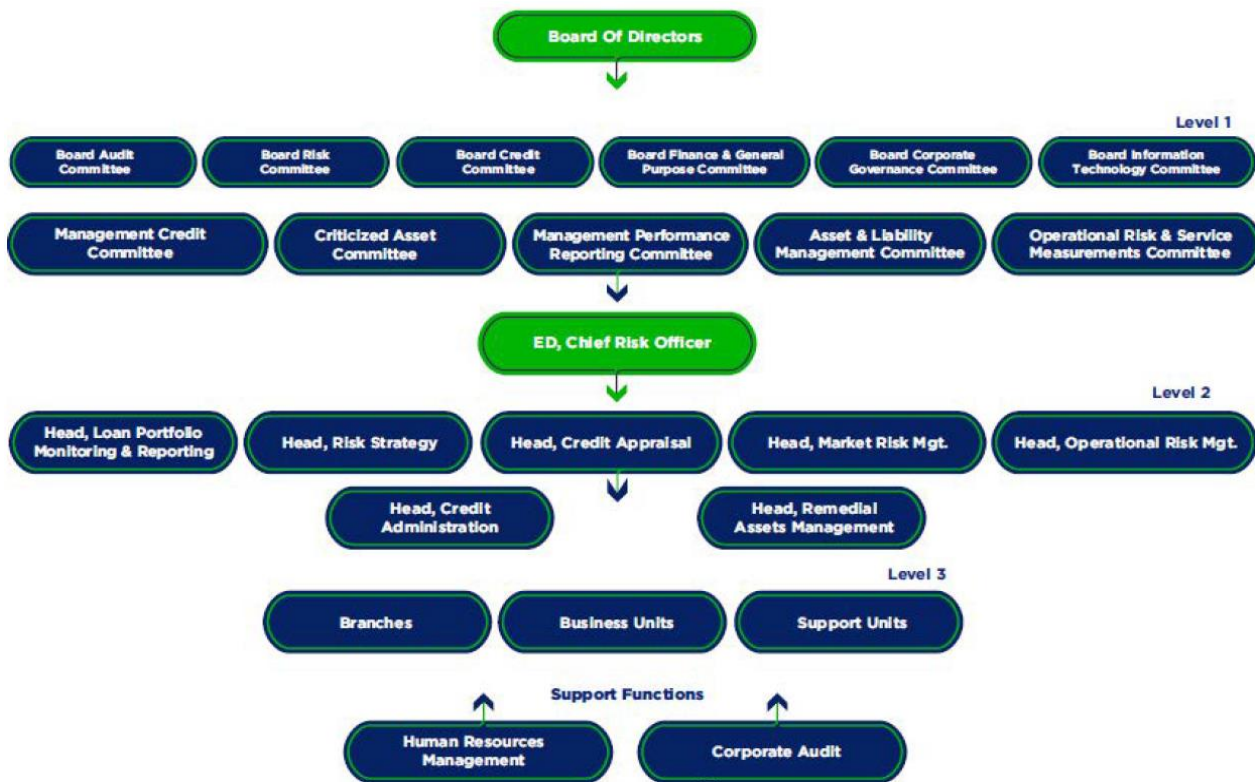 Board Of Directors
Level 1
Board Audit
Committee
Board Risk
Committee
Board Credit
Committee
Board Finance & General
Purpose Committee
Board Corporate
Governance Committee
Board Information
Technology Committee
Management Credit
Committee
Criticized Asset
Committee
Management Performance
Reporting Committee
Asset & Liability
Management Committee
Operational Risk & Service
Measurements Committee
ED, Chief Risk Officer
Level 2
Head, Loan Portfolio
Monitoring & Reporting
Head, Risk Strategy
Head, Credit Appraisal
Head, Market Risk Mgt.
Head, Operational Risk Mgt.
Head, Credit
Administration
Head, Remedial
Assets Management
Level 3
Branches
Business Units
Support Units
Support Functions
Human Resources
Management
Corporate Audit